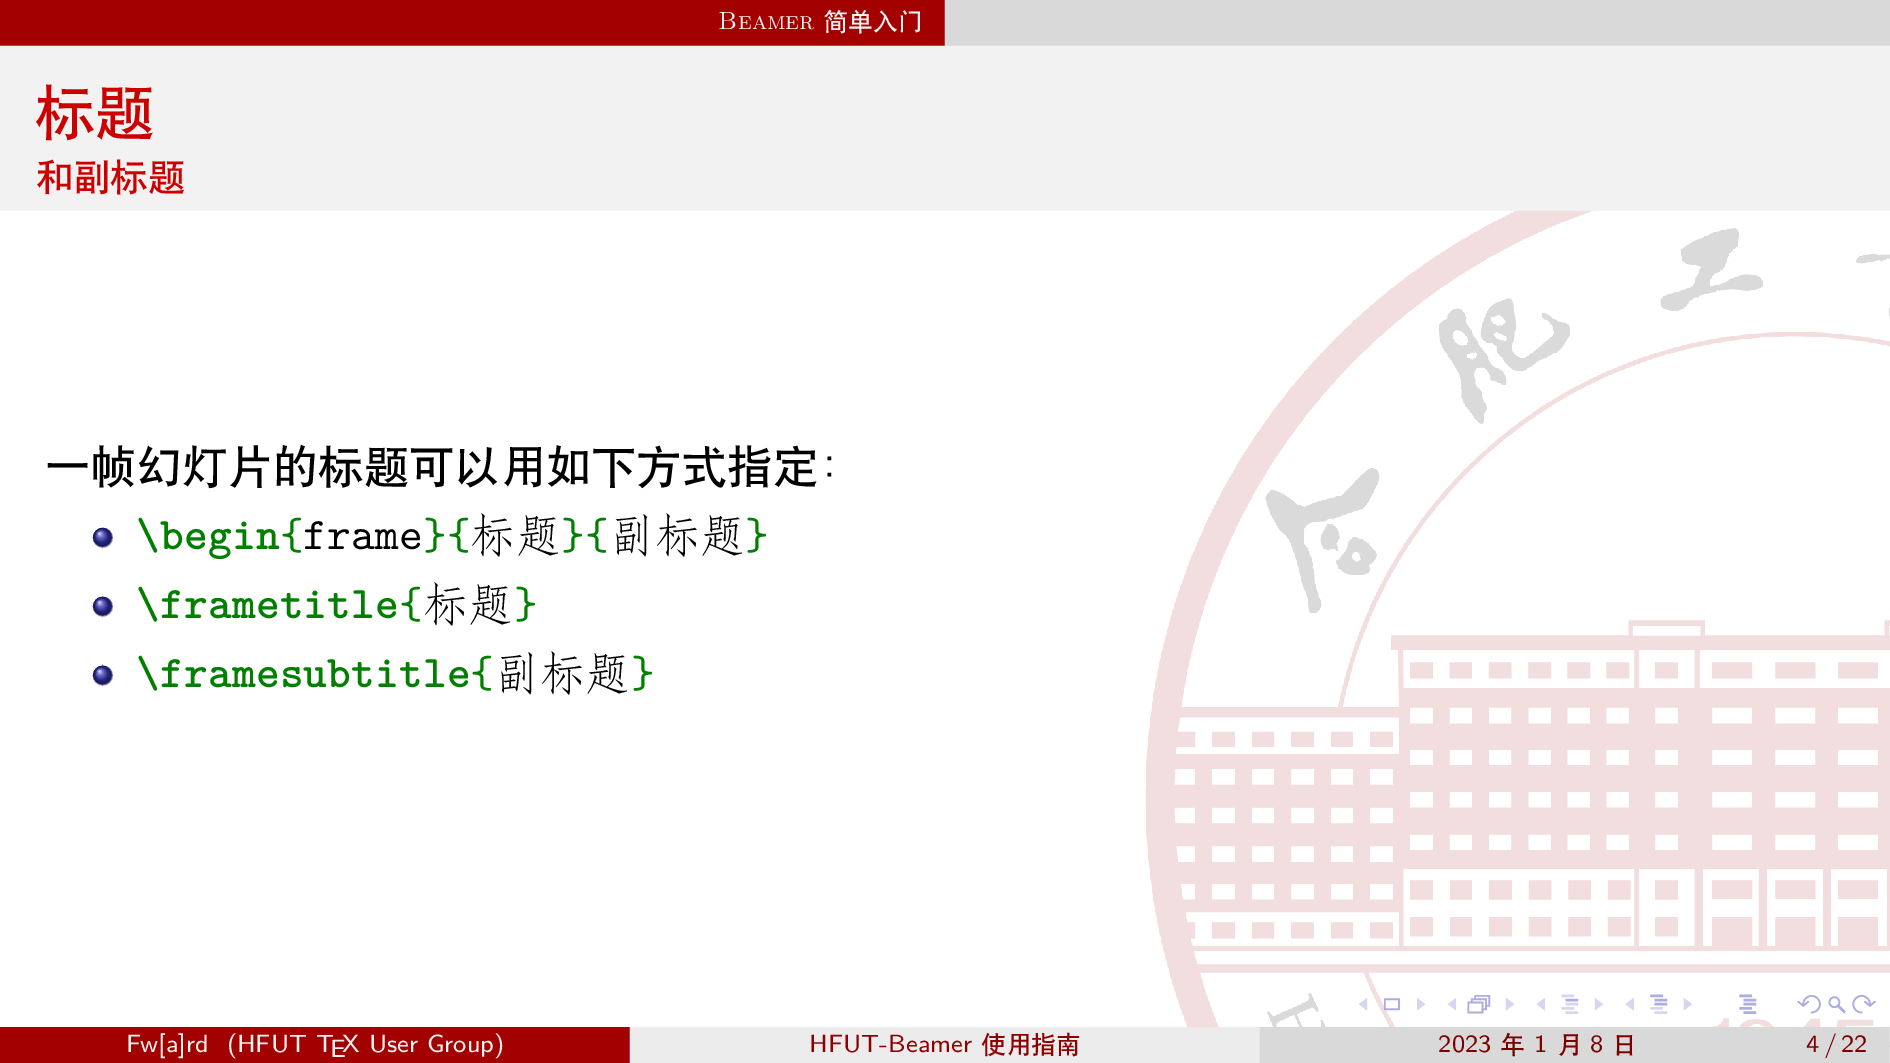 BEAMER 简单入门
标题
和副标题
一帧幻灯片的标题可以用如下方式指定:
\begin{frame}{标题}{副标题}
\frametitle{标题}
\framesubtitle{副标题}
合 肥 工
Fw[a]rd (HFUT TEX User Group)
HFUT-Beamer 使用指南
2023 年 1 月 8 日
4 / 22